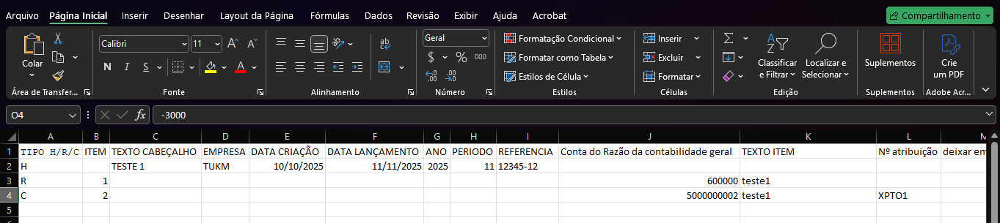 Arquivo Página Inicial Inserir Desenhar Layout da Página Fórmulas Dados Revisão Exibir Ajuda Acrobat Compartilhamento
Calibri 11 A A ab Geral Formatação Condicional Inserir Σ A Z
Colar N I S A c $ % 000 Formatar como Tabela Excluir Classificar e Filtrar Localizar e Selecionar Suplementos Crie um PDF
Estilos de Célula Formatar
Área de Transfer... Fonte Alinhamento Número Estilos Células Edição Suplementos Adobe Acr...
O4 fx -3000
A B C D E F G H I J K L M
1 TIPO H/R/C ITEM TEXTO CABEÇALHO EMPRESA DATA CRIAÇÃO DATA LANÇAMENTO ANO PERIODO REFERENCIA Conta do Razão da contabilidade geral TEXTO ITEM Nº atribuição deixar em
2 H TESTE 1 TUKM 10/10/2025 11/11/2025 2025 11 12345-12
3 R 1 600000 teste1
4 C 2 5000000002 teste1 XPTO1
5